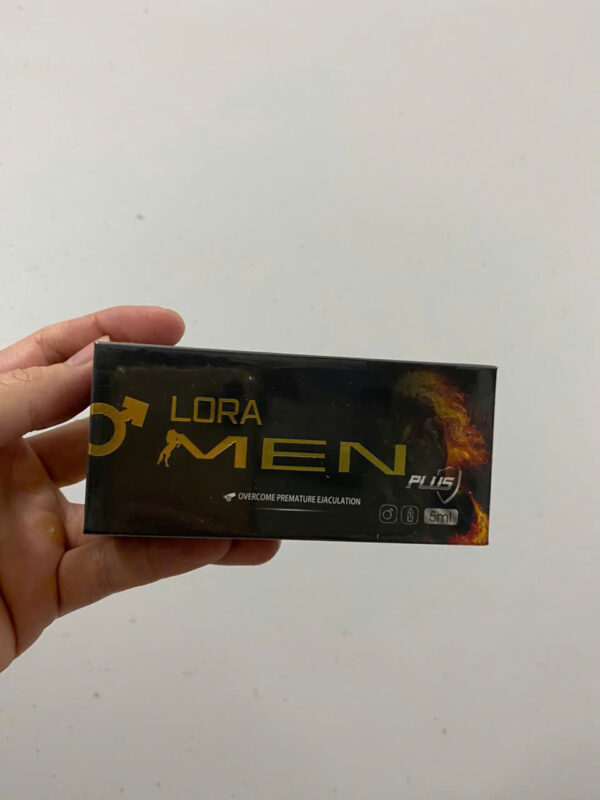 LORA
MEN
PLUS
OVERCOME PREMATURE EJACULATION
5ml